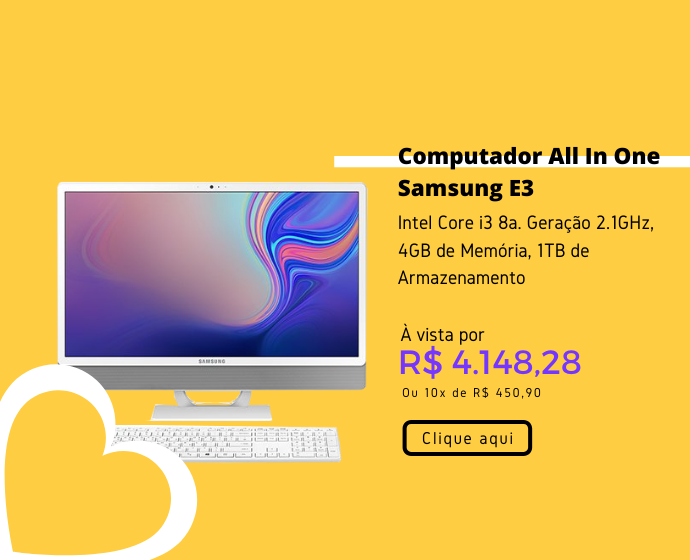 Computador All In One
Samsung E3
Intel Core i3 8a. Geração 2.1GHz,
4GB de Memória, 1TB de
Armazenamento
À vista por
R$ 4.148,28
Ou 10x de R$ 450,90
Clique aqui
SAMSUNG